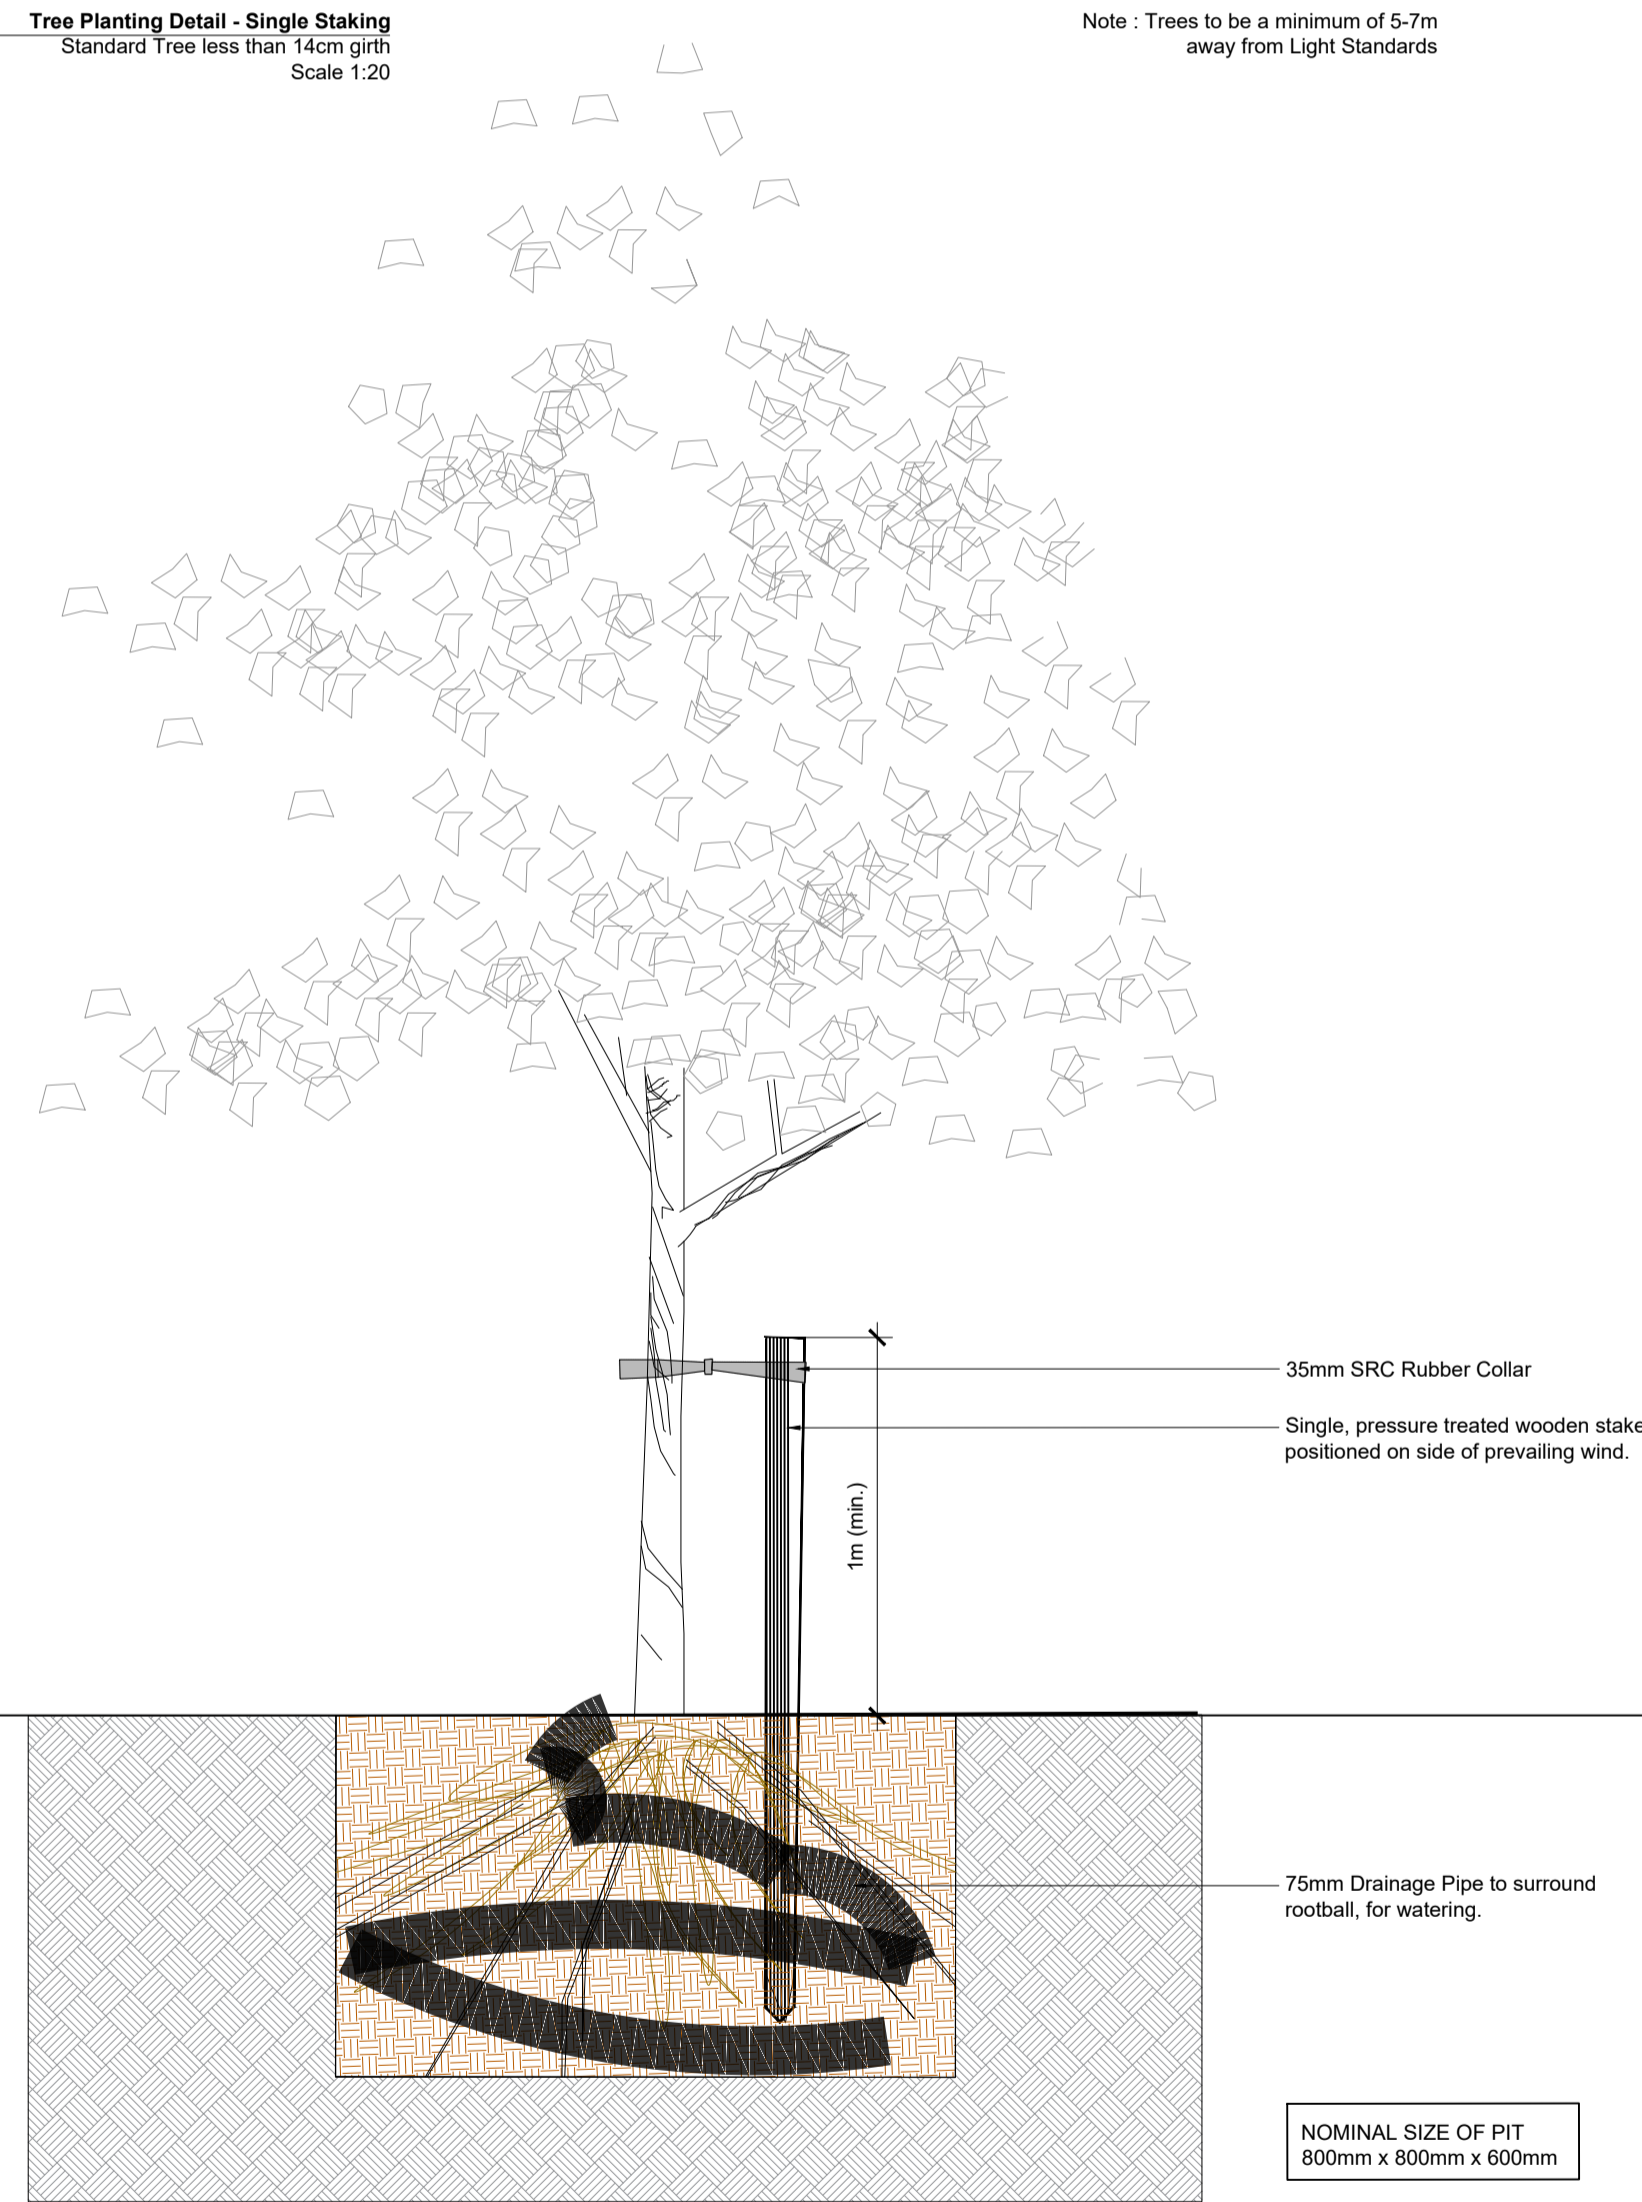 Tree Planting Detail - Single Staking
Standard Tree less than 14cm girth
Scale 1:20
Note : Trees to be a minimum of 5-7m
away from Light Standards
35mm SRC Rubber Collar
Single, pressure treated wooden stake
positioned on side of prevailing wind.
1m (min.)
75mm Drainage Pipe to surround
rootball, for watering.
NOMINAL SIZE OF PIT
800mm x 800mm x 600mm